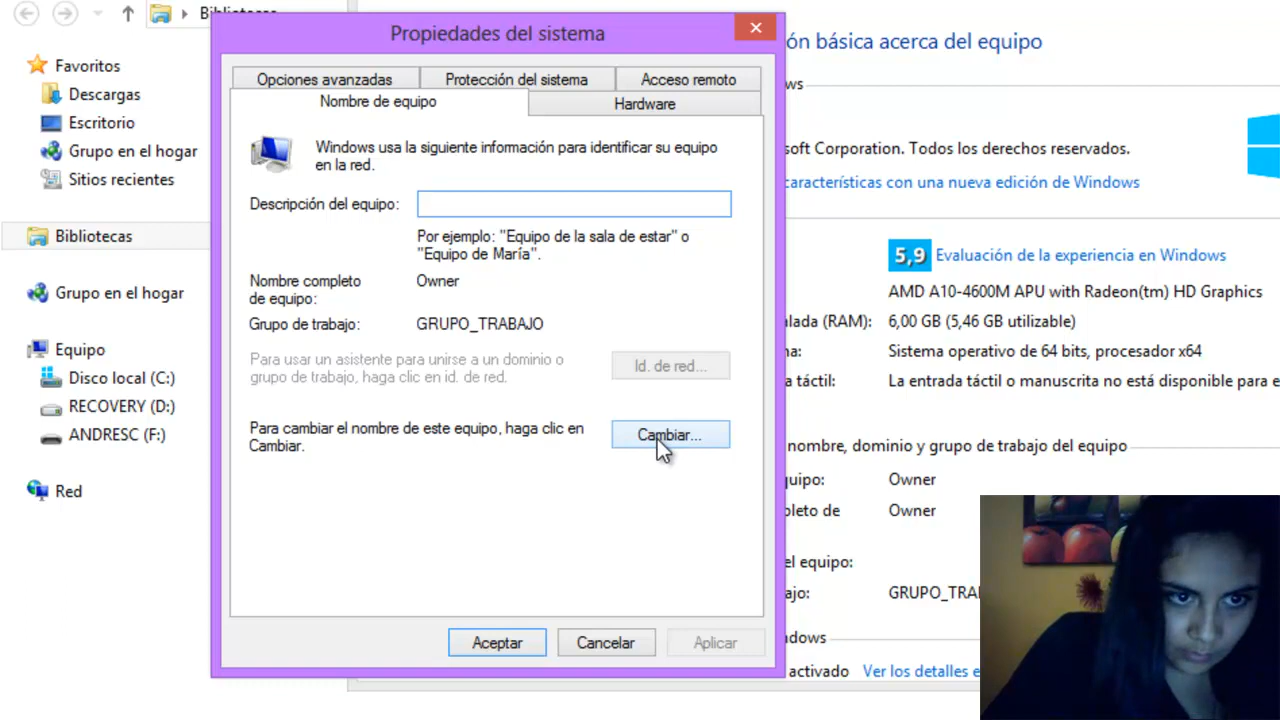 Bibliotecas
Favoritos
Descargas
Escritorio
Grupo en el hogar
Sitios recientes
Bibliotecas
Grupo en el hogar
Equipo
Disco local (C:)
RECOVERY (D:)
ANDRESC (F:)
Red
Propiedades del sistema
Opciones avanzadas
Protección del sistema
Acceso remoto
Nombre de equipo
Hardware
Windows usa la siguiente información para identificar su equipo
en la red.
Descripción del equipo:
Por ejemplo: "Equipo de la sala de estar" o
"Equipo de María".
Nombre completo
de equipo:
Owner
Grupo de trabajo:
GRUPO_TRABAJO
Para usar un asistente para unirse a un dominio o
grupo de trabajo, haga clic en id. de red.
Id. de red...
Para cambiar el nombre de este equipo, haga clic en
Cambiar.
Cambiar...
Aceptar
Cancelar
Aplicar
ón básica acerca del equipo
ws
soft Corporation. Todos los derechos reservados.
características con una nueva edición de Windows
5,9 Evaluación de la experiencia en Windows
AMD A10-4600M APU with Radeon(tm) HD Graphics
alada (RAM): 6,00 GB (5,46 GB utilizable)
ma: Sistema operativo de 64 bits, procesador x64
a táctil: La entrada táctil o manuscrita no está disponible para e
nombre, dominio y grupo de trabajo del equipo
quipo: Owner
pleto de Owner
el equipo:
ajo: GRUPO_TRA
dows
activado Ver los detalles e